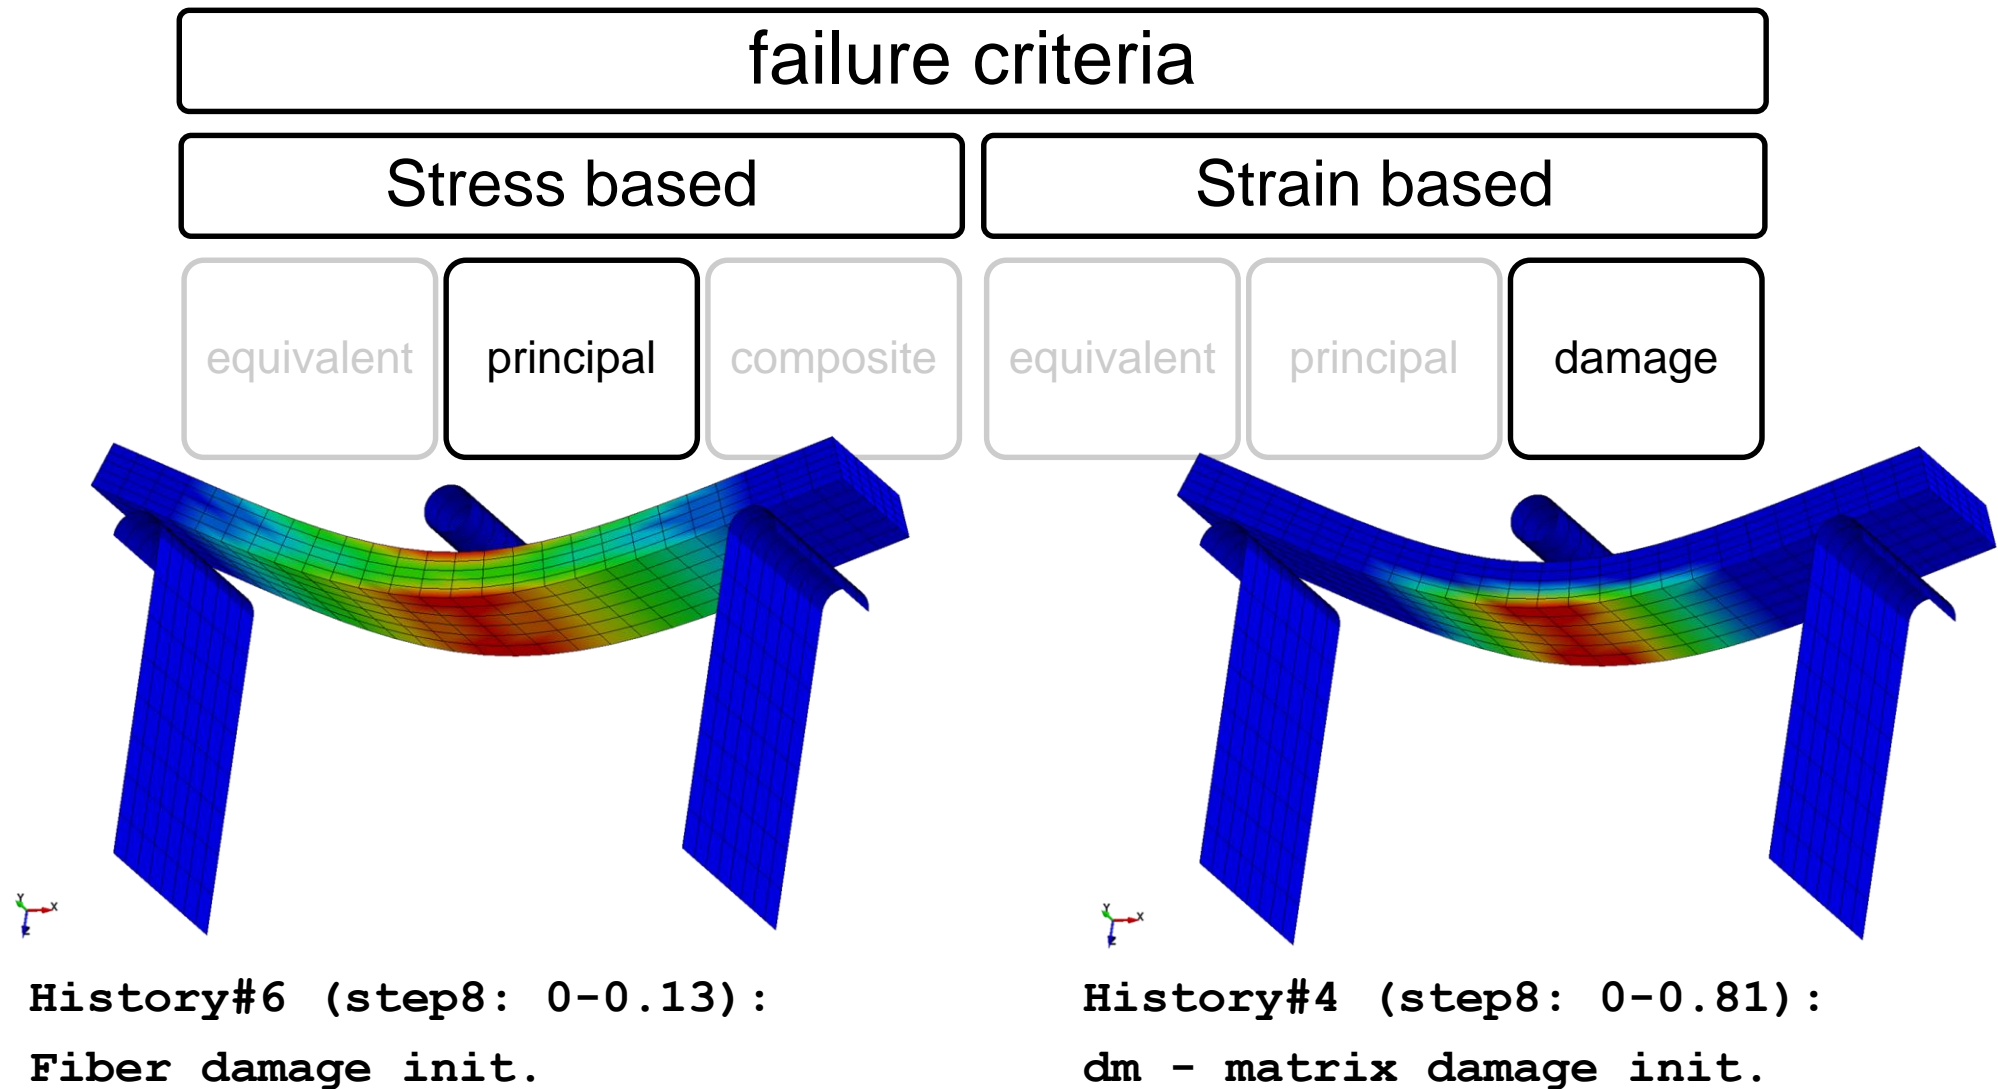 failure criteria
Stress based
Strain based
equivalent
principal
composite
equivalent
principal
damage
Y
X
Z
Y
X
Z
History#6 (step8: 0-0.13):
Fiber damage init.
History#4 (step8: 0-0.81):
dm - matrix damage init.